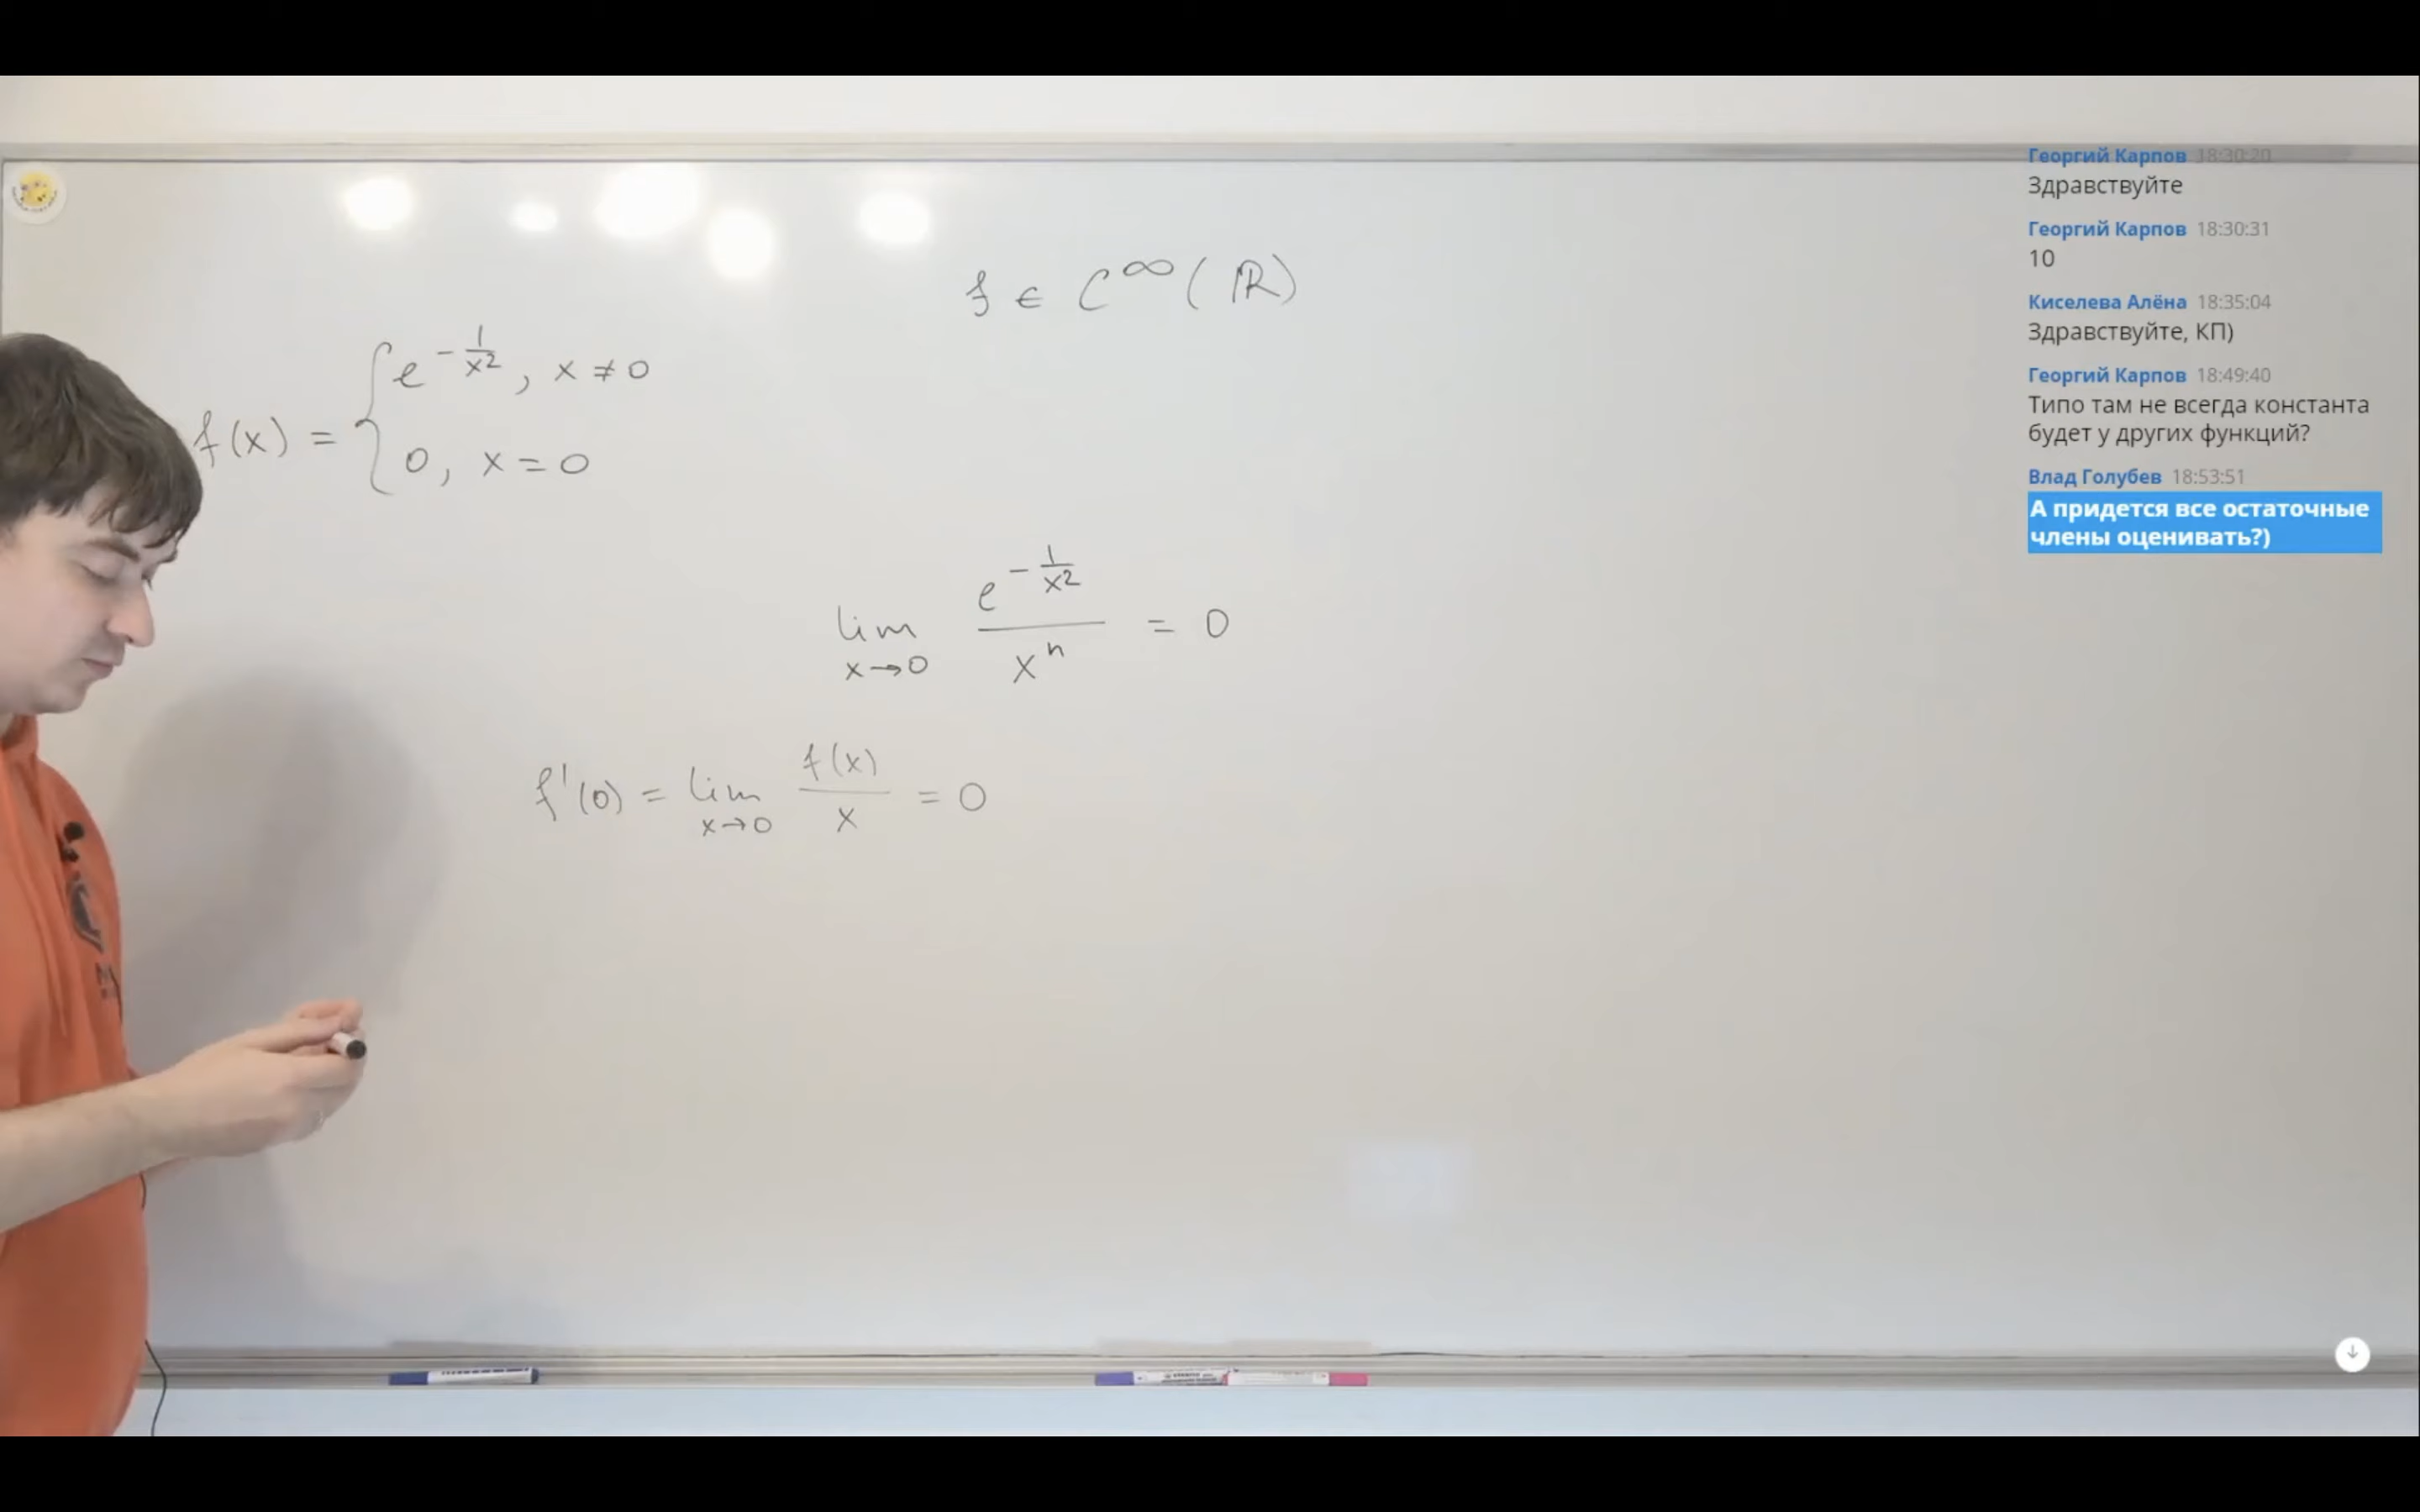 f ∈ C^∞(ℝ)
f(x) = { e^{-1/x²}, x ≠ 0
0, x = 0
lim_{x→0} e^{-1/x²} / x^n = 0
f'(0) = lim_{x→0} f(x)/x = 0
Георгий Карпов 18:30:20
Здравствуйте
Георгий Карпов 18:30:31
10
Киселева Алёна 18:35:04
Здравствуйте, КП)
Георгий Карпов 18:49:40
Типо там не всегда константа
будет у других функций?
Влад Голубев 18:53:51
А придется все остаточные
члены оценивать?)